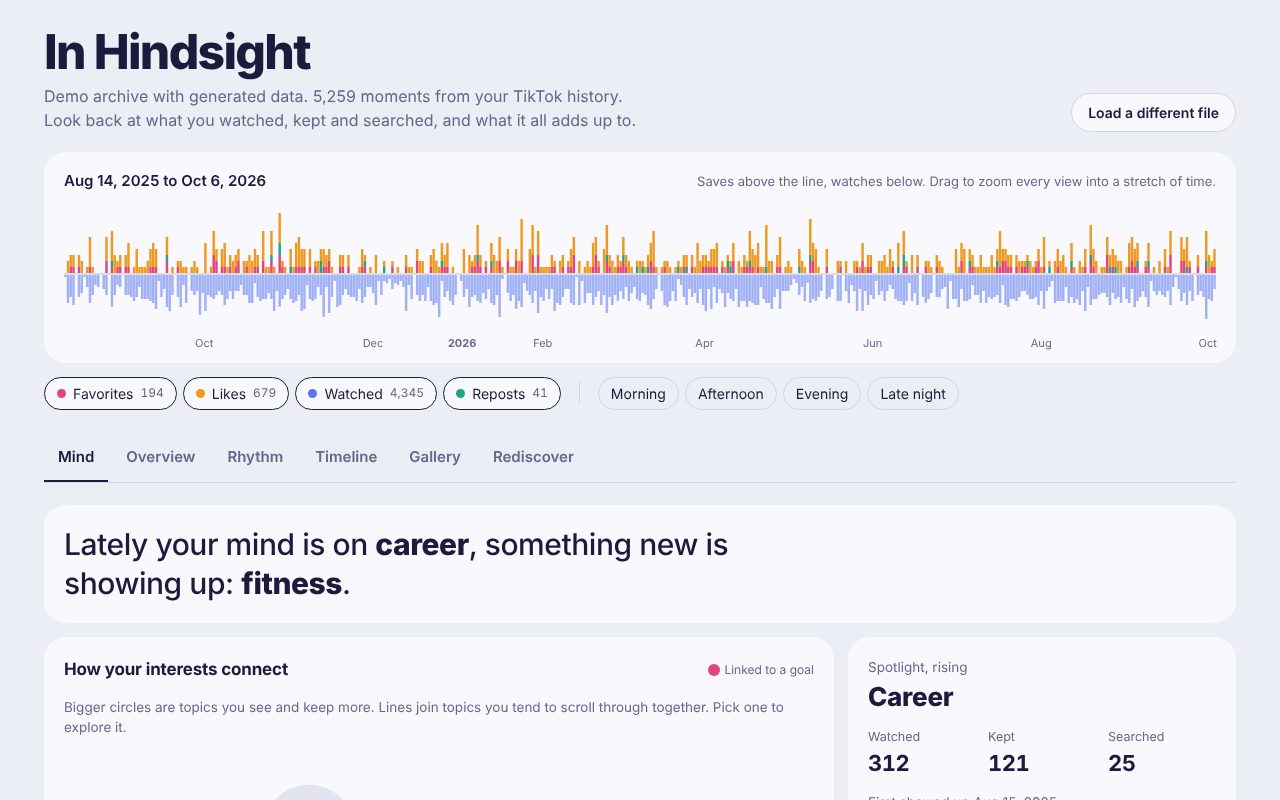 In Hindsight
Demo archive with generated data. 5,259 moments from your TikTok history.
Look back at what you watched, kept and searched, and what it all adds up to.
Load a different file
Aug 14, 2025 to Oct 6, 2026
Saves above the line, watches below. Drag to zoom every view into a stretch of time.
Oct Dec 2026 Feb Apr Jun Aug Oct
Favorites 194 Likes 679 Watched 4,345 Reposts 41 Morning Afternoon Evening Late night
Mind Overview Rhythm Timeline Gallery Rediscover
Lately your mind is on career, something new is
showing up: fitness.
How your interests connect
Linked to a goal
Bigger circles are topics you see and keep more. Lines join topics you tend to scroll through together. Pick one to
explore it.
Spotlight, rising
Career
Watched Kept Searched
312 121 25
First showed up Aug 15, 2025